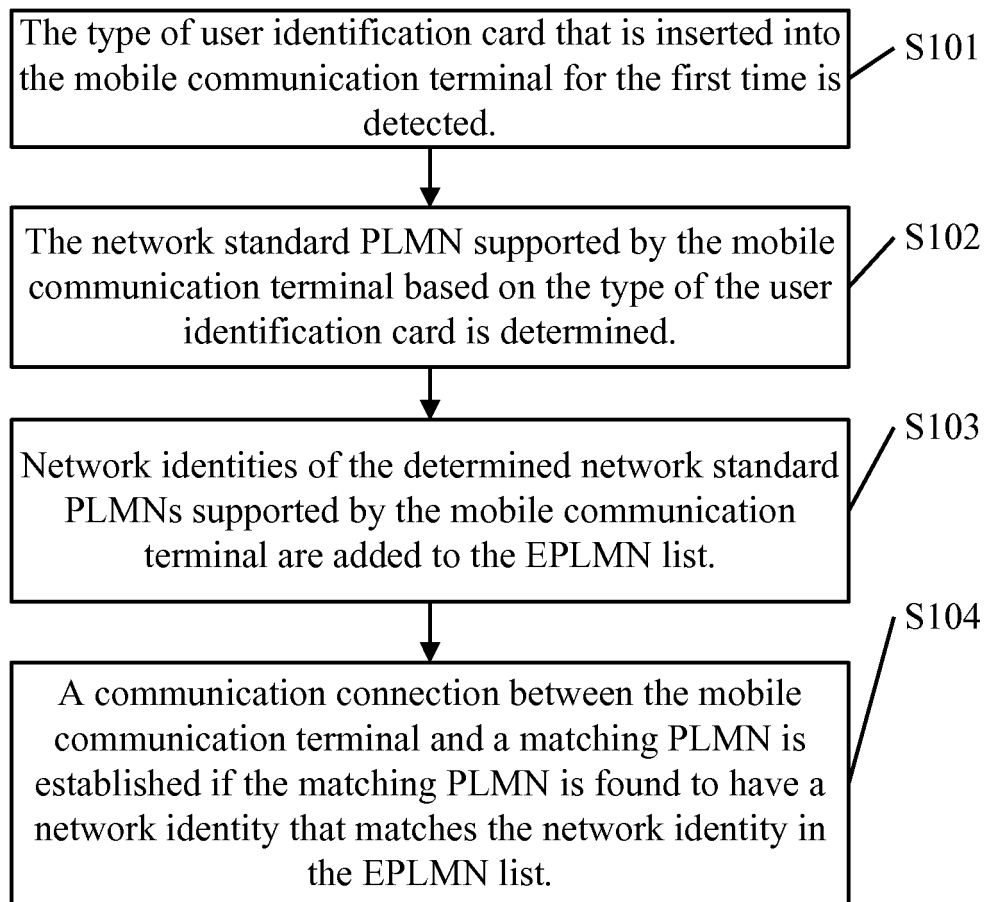 The type of user identification card that is inserted into
the mobile communication terminal for the first time is
detected.
S101
The network standard PLMN supported by the mobile
communication terminal based on the type of the user
identification card is determined.
S102
Network identities of the determined network standard
PLMNs supported by the mobile communication
terminal are added to the EPLMN list.
S103
A communication connection between the mobile
communication terminal and a matching PLMN is
established if the matching PLMN is found to have a
network identity that matches the network identity in
the EPLMN list.
S104